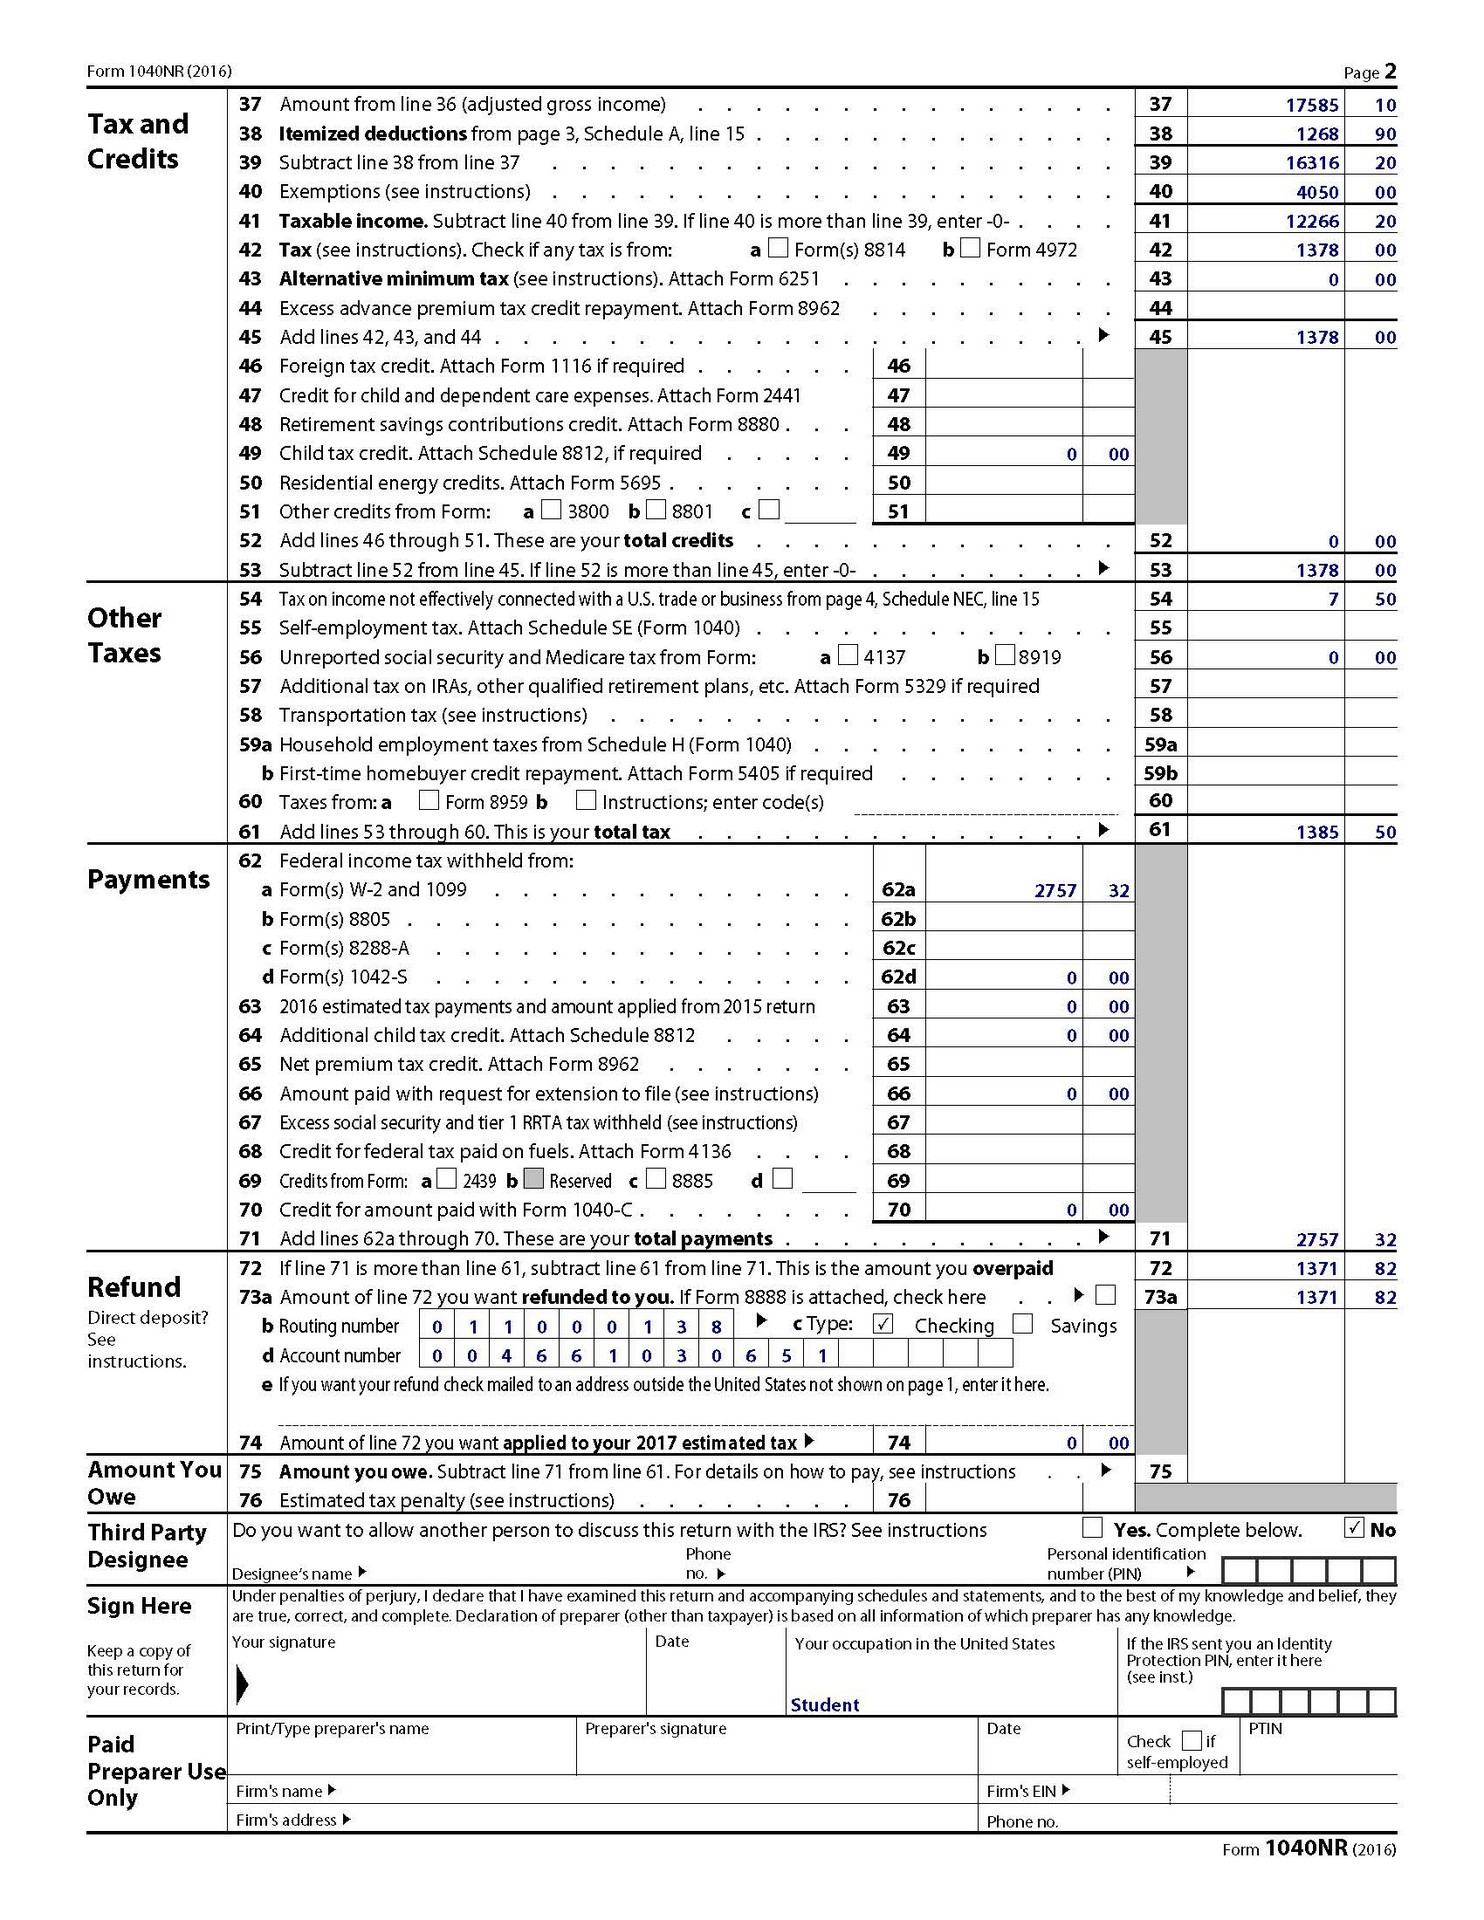 Form 1040NR (2016) Page 2
Tax and Credits
37 Amount from line 36 (adjusted gross income) . . . . . . . . . . . . . . . 37 17585 10
38 Itemized deductions from page 3, Schedule A, line 15 . . . . . . . . . . . . . 38 1268 90
39 Subtract line 38 from line 37 . . . . . . . . . . . . . . . . . . . . 39 16316 20
40 Exemptions (see instructions) . . . . . . . . . . . . . . . . . . . . 40 4050 00
41 Taxable income. Subtract line 40 from line 39. If line 40 is more than line 39, enter -0- . . . . 41 12266 20
42 Tax (see instructions). Check if any tax is from: a ☐ Form(s) 8814 b ☐ Form 4972 42 1378 00
43 Alternative minimum tax (see instructions). Attach Form 6251 . . . . . . . . . . 43 0 00
44 Excess advance premium tax credit repayment. Attach Form 8962 . . . . . . . . . 44
45 Add lines 42, 43, and 44 . . . . . . . . . . . . . . . . . . . . . ▶ 45 1378 00
46 Foreign tax credit. Attach Form 1116 if required . . . . . . 46
47 Credit for child and dependent care expenses. Attach Form 2441 47
48 Retirement savings contributions credit. Attach Form 8880 . . . 48
49 Child tax credit. Attach Schedule 8812, if required . . . . . 49 0 00
50 Residential energy credits. Attach Form 5695 . . . . . . . 50
51 Other credits from Form: a ☐ 3800 b ☐ 8801 c ☐ 51
52 Add lines 46 through 51. These are your total credits . . . . . . . . . . . . . 52 0 00
53 Subtract line 52 from line 45. If line 52 is more than line 45, enter -0- . . . . . . . . ▶ 53 1378 00
Other Taxes
54 Tax on income not effectively connected with a U.S. trade or business from page 4, Schedule NEC, line 15 54 7 50
55 Self-employment tax. Attach Schedule SE (Form 1040) . . . . . . . . . . . . . 55
56 Unreported social security and Medicare tax from Form: a ☐ 4137 b ☐ 8919 56 0 00
57 Additional tax on IRAs, other qualified retirement plans, etc. Attach Form 5329 if required 57
58 Transportation tax (see instructions) . . . . . . . . . . . . . . . . . . 58
59a Household employment taxes from Schedule H (Form 1040) . . . . . . . . . . . 59a
b First-time homebuyer credit repayment. Attach Form 5405 if required . . . . . . . . 59b
60 Taxes from: a ☐ Form 8959 b ☐ Instructions; enter code(s) 60
61 Add lines 53 through 60. This is your total tax . . . . . . . . . . . . . . ▶ 61 1385 50
Payments
62 Federal income tax withheld from:
a Form(s) W-2 and 1099 . . . . . . . . . . . . . 62a 2757 32
b Form(s) 8805 . . . . . . . . . . . . . . . . 62b
c Form(s) 8288-A . . . . . . . . . . . . . . . 62c
d Form(s) 1042-S . . . . . . . . . . . . . . . 62d 0 00
63 2016 estimated tax payments and amount applied from 2015 return 63 0 00
64 Additional child tax credit. Attach Schedule 8812 . . . . . 64 0 00
65 Net premium tax credit. Attach Form 8962 . . . . . . . 65
66 Amount paid with request for extension to file (see instructions) 66 0 00
67 Excess social security and tier 1 RRTA tax withheld (see instructions) 67
68 Credit for federal tax paid on fuels. Attach Form 4136 . . . . 68
69 Credits from Form: a ☐ 2439 b Reserved c ☐ 8885 d ☐ 69
70 Credit for amount paid with Form 1040-C . . . . . . . . 70 0 00
71 Add lines 62a through 70. These are your total payments . . . . . . . . . . . ▶ 71 2757 32
Refund
Direct deposit?
See
instructions.
72 If line 71 is more than line 61, subtract line 61 from line 71. This is the amount you overpaid 72 1371 82
73a Amount of line 72 you want refunded to you. If Form 8888 is attached, check here . . ▶ ☐ 73a 1371 82
b Routing number 0 1 1 0 0 0 1 3 8 ▶ c Type: ☑ Checking ☐ Savings
d Account number 0 0 4 6 6 1 0 3 0 6 5 1
e If you want your refund check mailed to an address outside the United States not shown on page 1, enter it here.
74 Amount of line 72 you want applied to your 2017 estimated tax ▶ 74 0 00
Amount You Owe
75 Amount you owe. Subtract line 71 from line 61. For details on how to pay, see instructions . . ▶ 75
76 Estimated tax penalty (see instructions) . . . . . . . . 76
Third Party Designee
Do you want to allow another person to discuss this return with the IRS? See instructions ☐ Yes. Complete below. ☑ No
Designee's name ▶ Phone no. ▶ Personal identification number (PIN) ▶
Sign Here
Keep a copy of
this return for
your records.
Under penalties of perjury, I declare that I have examined this return and accompanying schedules and statements, and to the best of my knowledge and belief, they
are true, correct, and complete. Declaration of preparer (other than taxpayer) is based on all information of which preparer has any knowledge.
Your signature
Date
Your occupation in the United States
Student
If the IRS sent you an Identity
Protection PIN, enter it here
(see inst.)
Paid Preparer Use Only
Print/Type preparer's name
Preparer's signature
Date
Check ☐ if
self-employed
PTIN
Firm's name ▶ Firm's EIN ▶
Firm's address ▶ Phone no.
Form 1040NR (2016)